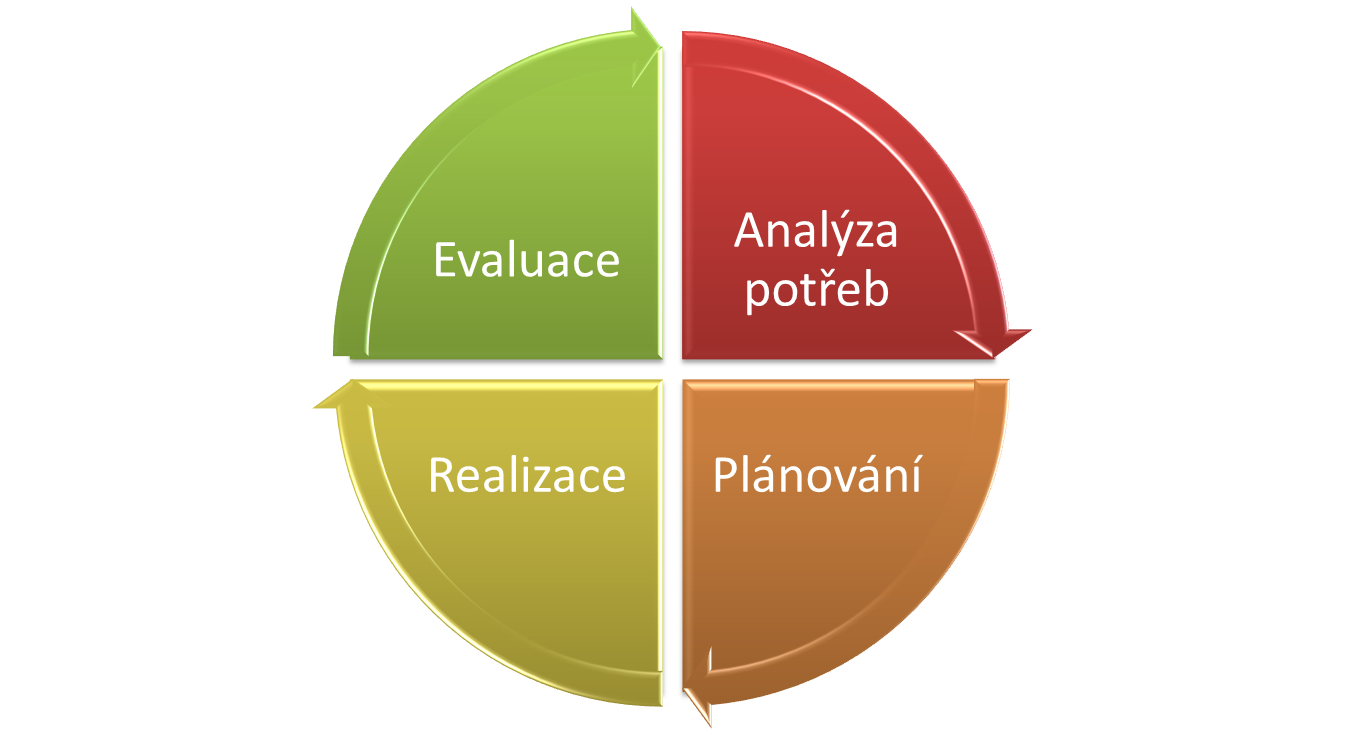 Evaluace
Analýza
potřeb
Realizace
Plánování